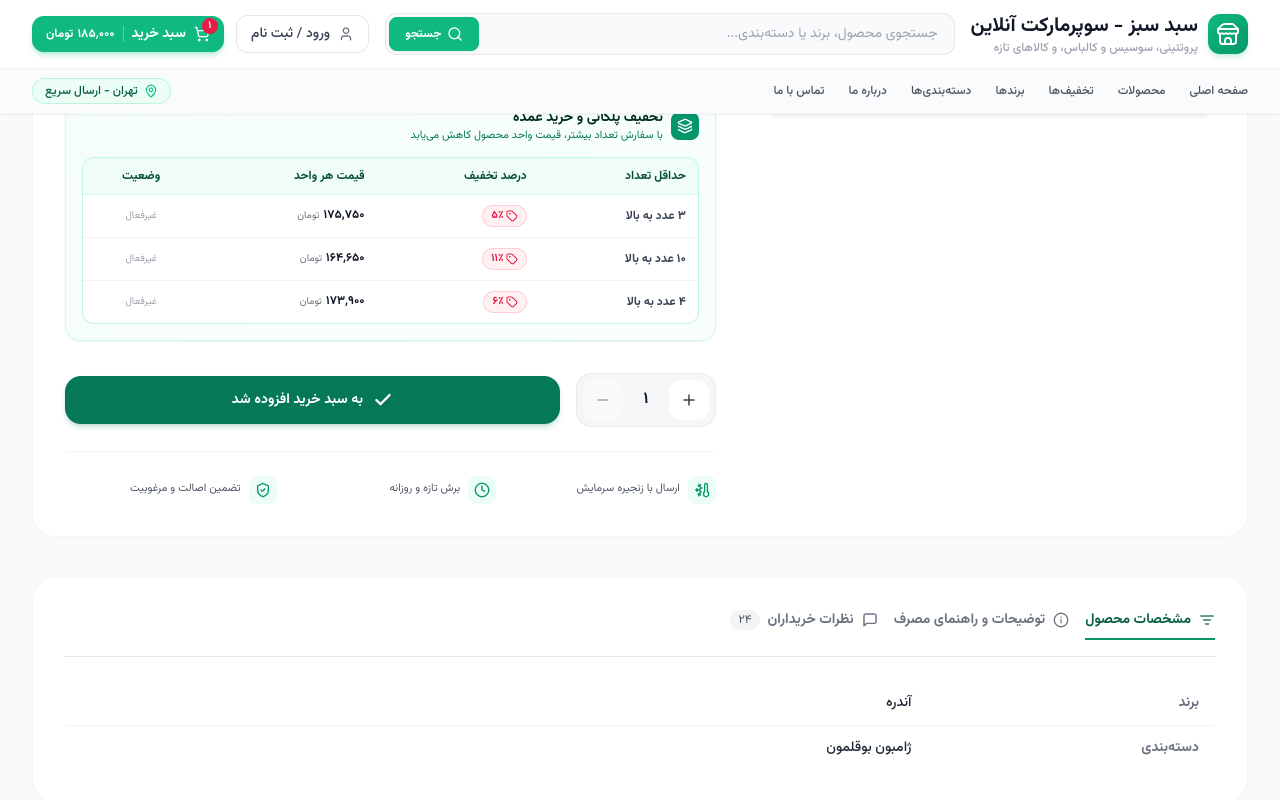 سبد سبز - سوپرمارکت آنلاین
پروتئینی، سوسیس و کالباس، و کالاهای تازه
جستجوی محصول، برند یا دسته‌بندی...
جستجو
ورود / ثبت نام
۱
سبد خرید
۱۸۵,۰۰۰ تومان
صفحه اصلی
محصولات
تخفیف‌ها
برندها
دسته‌بندی‌ها
درباره ما
تماس با ما
تهران - ارسال سریع
تخفیف پلکانی و خرید عمده
با سفارش تعداد بیشتر، قیمت واحد محصول کاهش می‌یابد
حداقل تعداد درصد تخفیف قیمت هر واحد وضعیت
۳ عدد به بالا ۵٪ ۱۷۵,۷۵۰ تومان غیرفعال
۱۰ عدد به بالا ۱۱٪ ۱۶۴,۶۵۰ تومان غیرفعال
۴ عدد به بالا ۶٪ ۱۷۳,۹۰۰ تومان غیرفعال
۱
به سبد خرید افزوده شد
ارسال با زنجیره سرمایش
برش تازه و روزانه
تضمین اصالت و مرغوبیت
مشخصات محصول
توضیحات و راهنمای مصرف
نظرات خریداران ۲۴
برند آندره
دسته‌بندی ژامبون بوقلمون